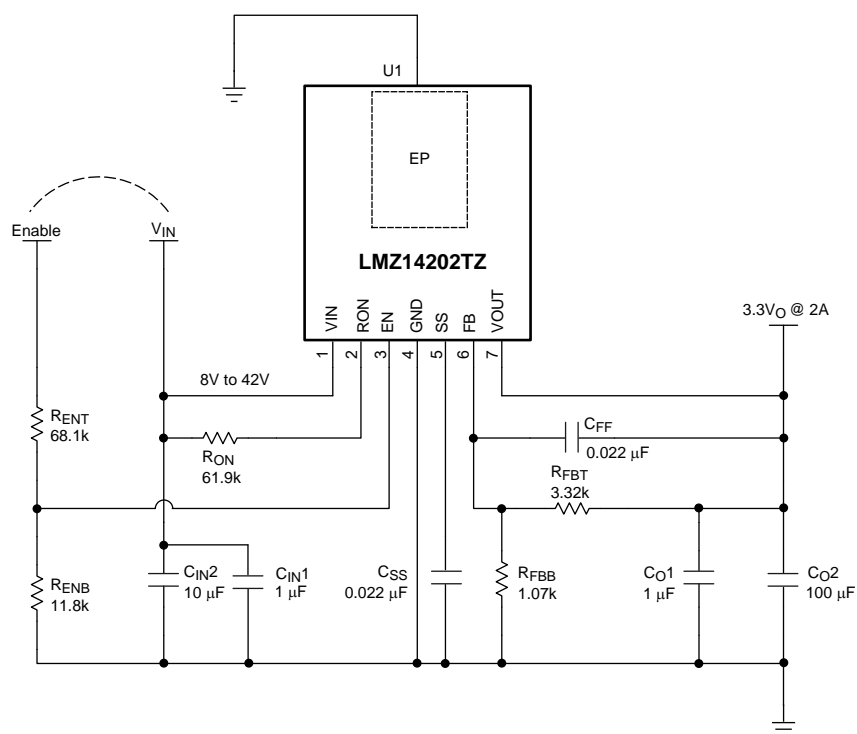 U1
EP
Enable
VIN
LMZ14202TZ
3.3VO @ 2A
VIN
RON
EN
GND
SS
FB
VOUT
1
2
3
4
5
6
7
8V to 42V
RENT
68.1k
RON
61.9k
CFF
0.022 μF
RFBT
3.32k
RENB
11.8k
CIN2
10 μF
CIN1
1 μF
CSS
0.022 μF
RFBB
1.07k
CO1
1 μF
CO2
100 μF